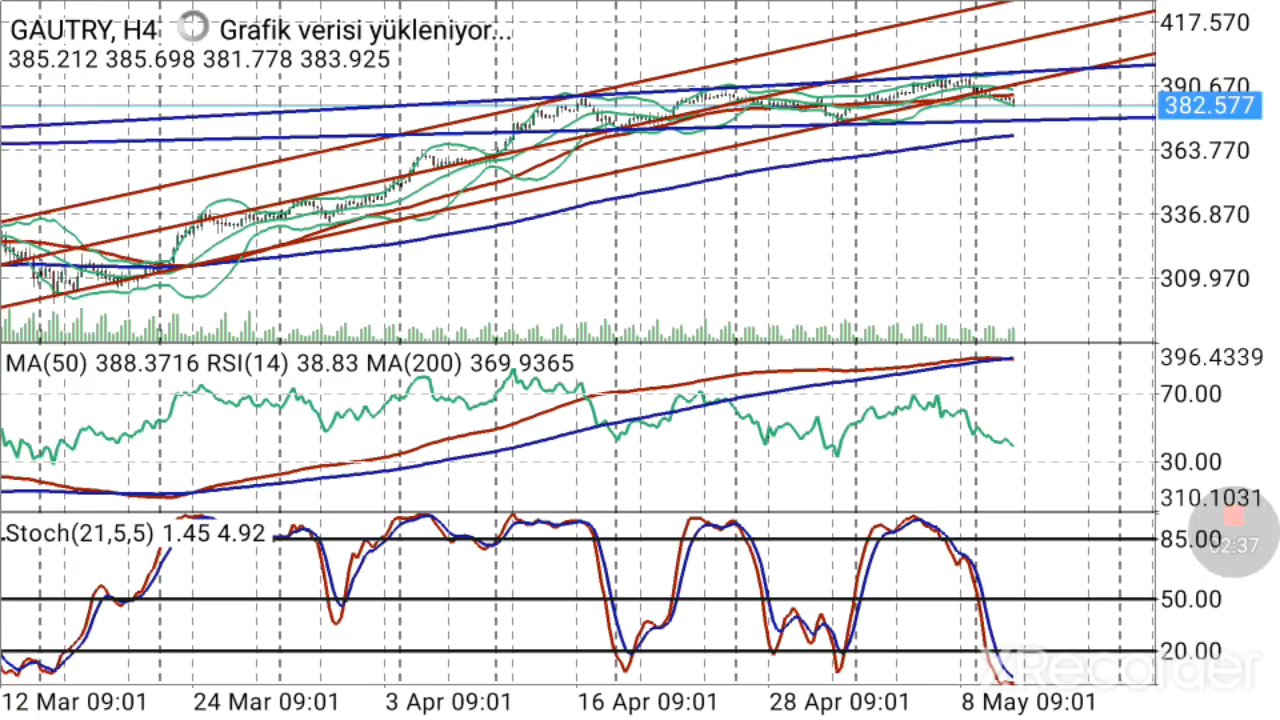 GAUTRY, H4 Grafik verisi yükleniyor...
385.212 385.698 381.778 383.925
417.570
390.670
382.577
363.770
336.870
309.970
MA(50) 388.3716 RSI(14) 38.83 MA(200) 369.9365
396.4339
70.00
30.00
310.1031
Stoch(21,5,5) 1.45 4.92
85.00
02:37
50.00
20.00
XRecorder
12 Mar 09:01 24 Mar 09:01 3 Apr 09:01 16 Apr 09:01 28 Apr 09:01 8 May 09:01